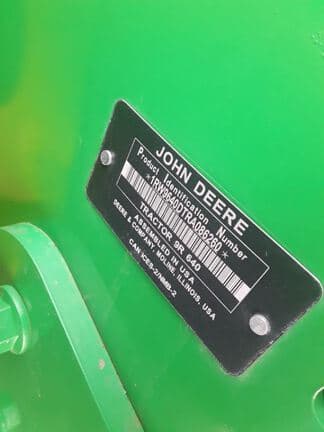 JOHN DEERE
Product Identification Number
TRACTOR 9R 640
ASSEMBLED IN USA
DEERE & COMPANY, MOLINE, ILLINOIS, USA
CAN ICES-2/NMB-2